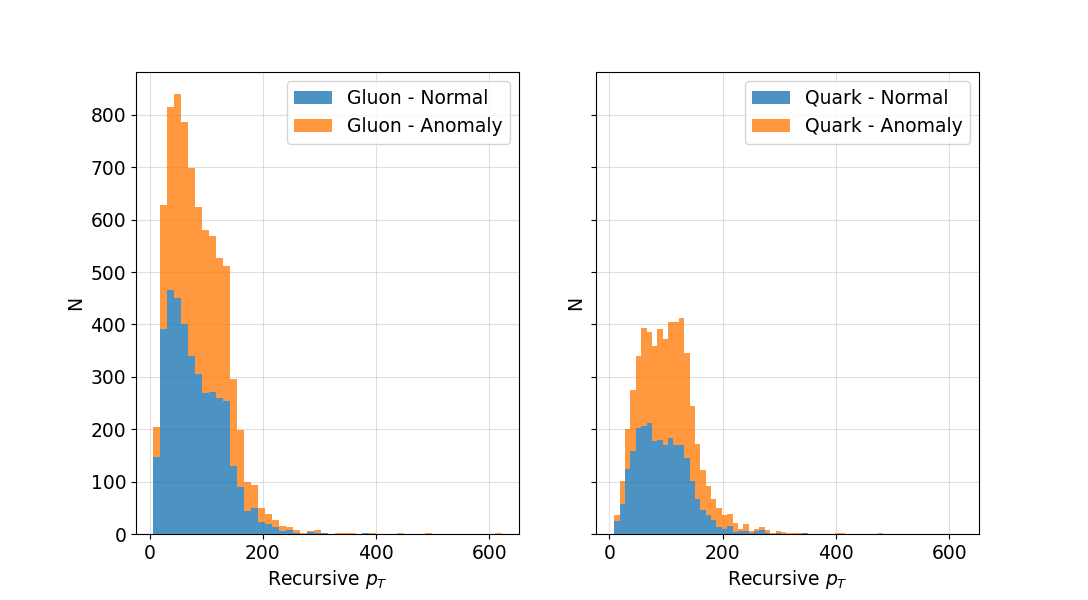 Gluon - Normal
Gluon - Anomaly
N
800
700
600
500
400
300
200
100
0
0 200 400 600
Recursive p_T
Quark - Normal
Quark - Anomaly
N
0 200 400 600
Recursive p_T